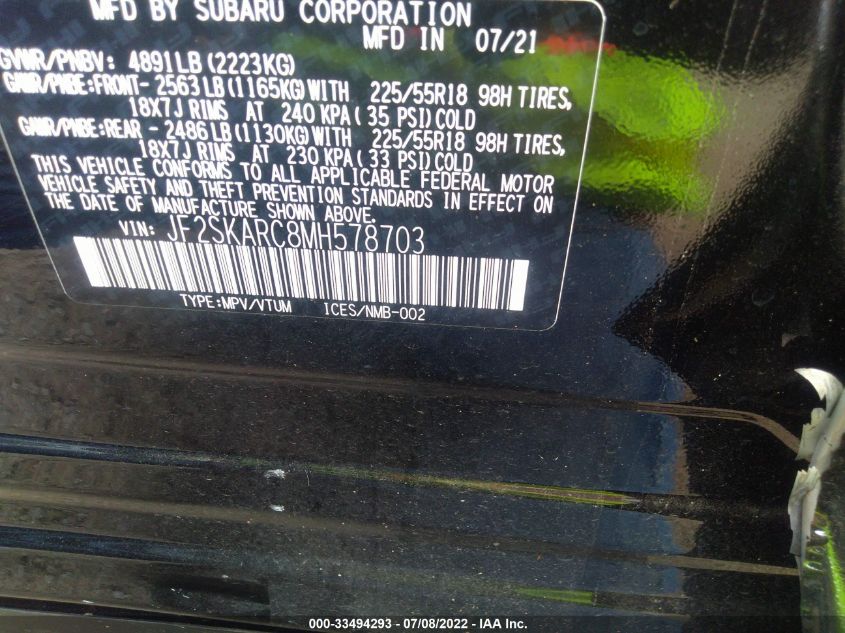 MFD BY SUBARU CORPORATION
MFD IN 07/21
GVWR/PNBV: 4891LB(2223KG)
GAWR/PNBE:FRONT- 2563LB(1165KG)WITH 225/55R18 98H TIRES,
18X7J RIMS AT 240 KPA(35 PSI)COLD
GAWR/PNBE:REAR - 2486LB(1130KG)WITH 225/55R18 98H TIRES,
18X7J RIMS AT 230 KPA(33 PSI)COLD
THIS VEHICLE CONFORMS TO ALL APPLICABLE FEDERAL MOTOR
VEHICLE SAFETY AND THEFT PREVENTION STANDARDS IN EFFECT ON
THE DATE OF MANUFACTURE SHOWN ABOVE.
VIN: JF2SKARC8MH578703
TYPE:MPV/VTUM ICES/NMB-002
000-33494293 - 07/08/2022 - IAA Inc.